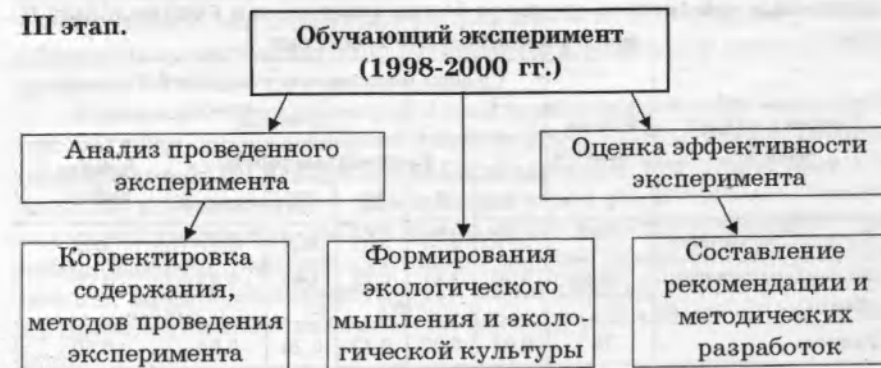 III этап.
Обучающий эксперимент
(1998-2000 гг.)
Анализ проведенного
эксперимента
Оценка эффективности
эксперимента
Корректировка
содержания,
методов проведения
эксперимента
Формирования
экологического
мышления и эколо-
гической культуры
Составление
рекомендации и
методических
разработок